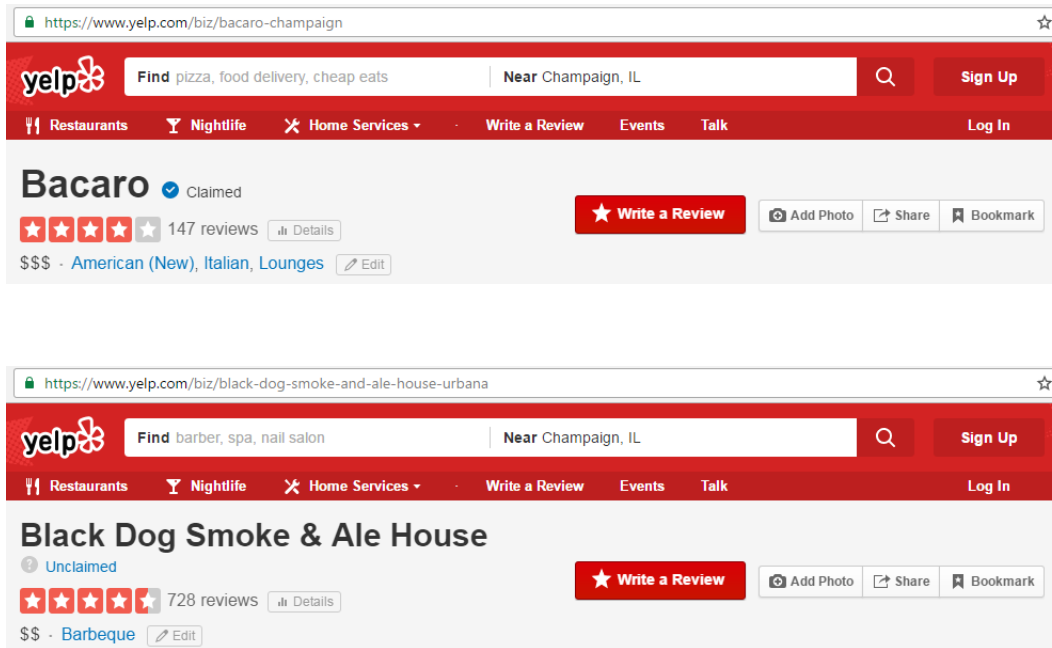 https://www.yelp.com/biz/bacaro-champaign
yelp Find pizza, food delivery, cheap eats Near Champaign, IL Sign Up
Restaurants Nightlife Home Services · Write a Review Events Talk Log In
Bacaro Claimed
Write a Review Add Photo Share Bookmark
147 reviews Details
$$$ · American (New), Italian, Lounges Edit
https://www.yelp.com/biz/black-dog-smoke-and-ale-house-urbana
yelp Find barber, spa, nail salon Near Champaign, IL Sign Up
Restaurants Nightlife Home Services · Write a Review Events Talk Log In
Black Dog Smoke & Ale House
Unclaimed
Write a Review Add Photo Share Bookmark
728 reviews Details
$$ · Barbeque Edit